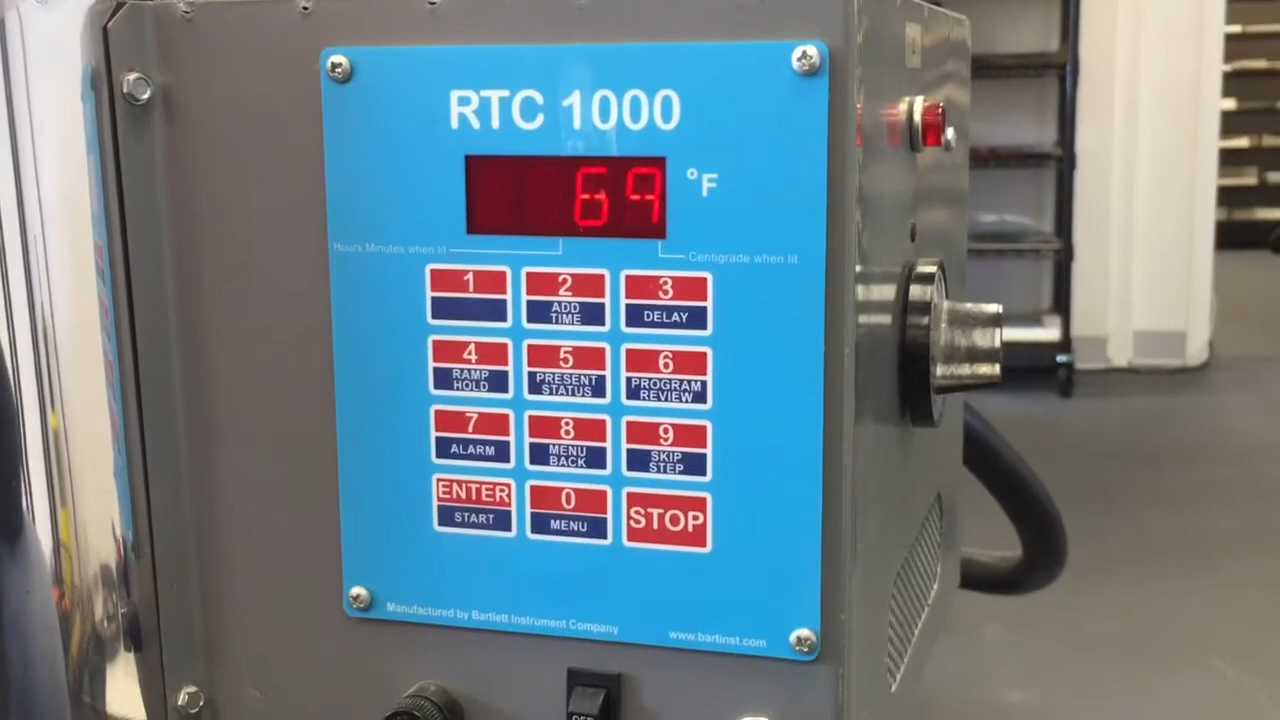 RTC 1000
69
°F
Hours Minutes when lit
Centigrade when lit
1
2
ADD
TIME
3
DELAY
4
RAMP
HOLD
5
PRESENT
STATUS
6
PROGRAM
REVIEW
7
ALARM
8
MENU
BACK
9
SKIP
STEP
ENTER
START
0
MENU
STOP
Manufactured by Bartlett Instrument Company
www.bartinst.com
OFF